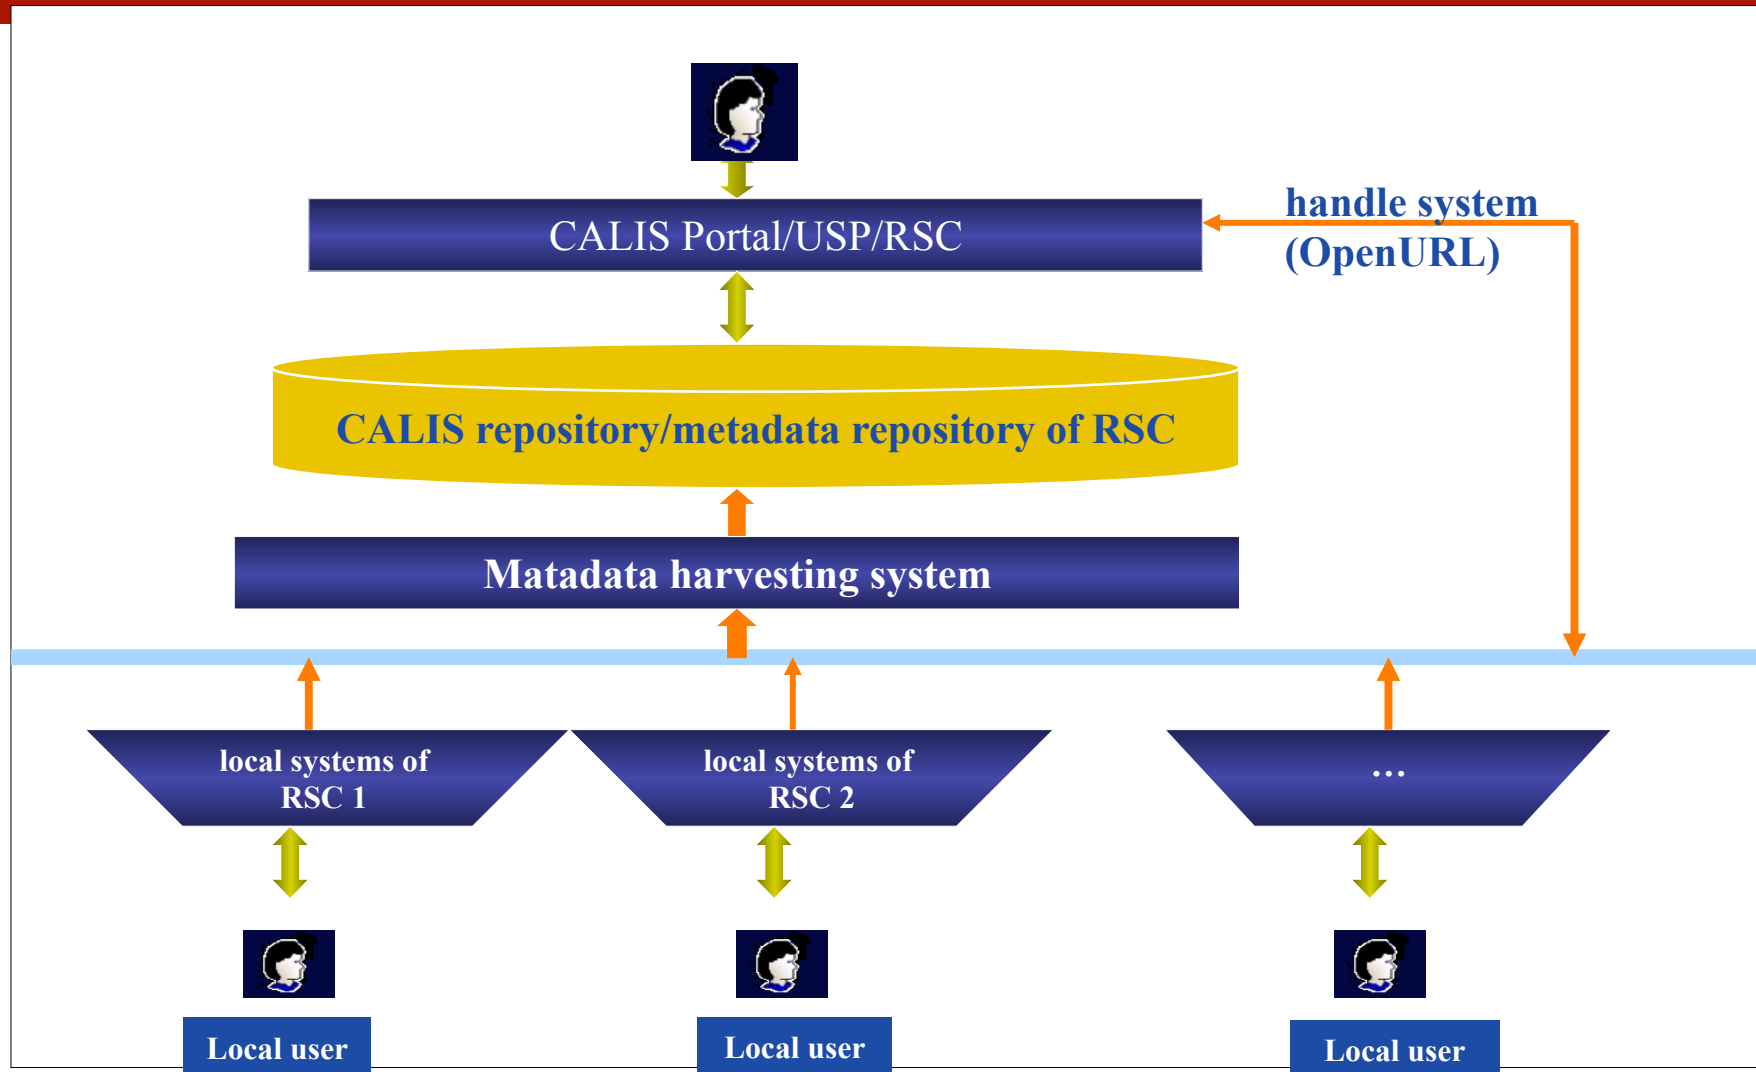 CALIS Portal/USP/RSC
handle system
(OpenURL)
CALIS repository/metadata repository of RSC
Matadata harvesting system
local systems of
RSC 1
local systems of
RSC 2
…
Local user
Local user
Local user